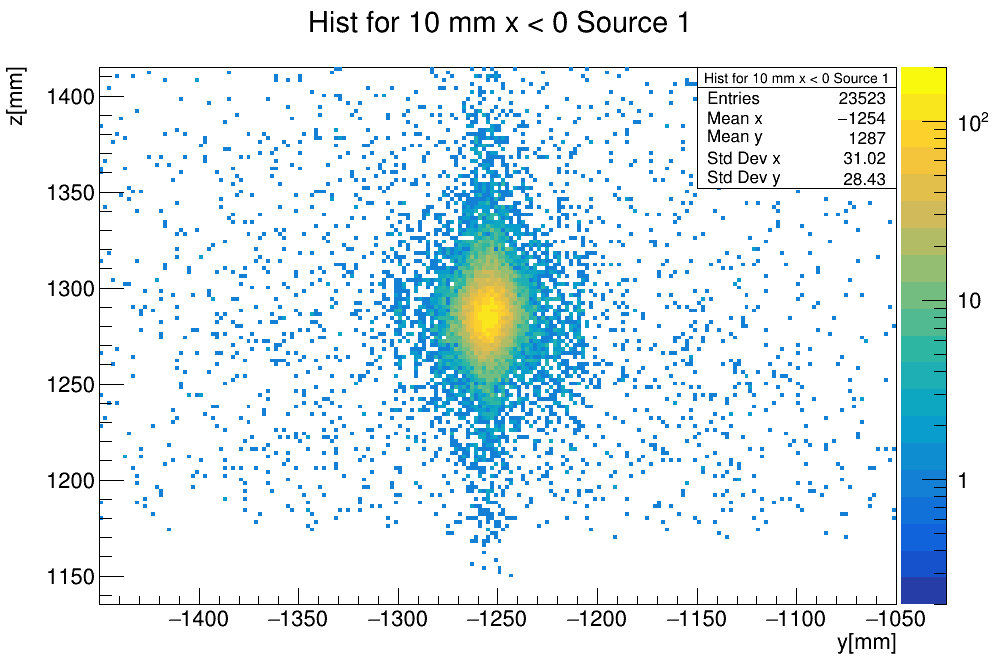 Hist for 10 mm x < 0 Source 1
z[mm]
Hist for 10 mm x < 0 Source 1
Entries 23523
Mean x −1254
Mean y 1287
Std Dev x 31.02
Std Dev y 28.43
1400
1350
1300
1250
1200
1150
10²
10
1
−1400 −1350 −1300 −1250 −1200 −1150 −1100 −1050
y[mm]